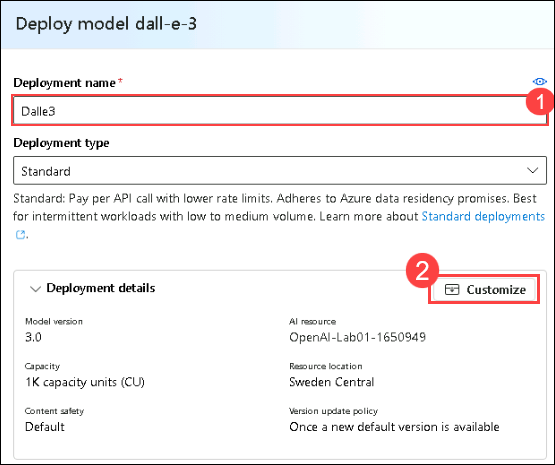 Deploy model dall-e-3
Deployment name *
1
Dalle3
Deployment type
Standard
Standard: Pay per API call with lower rate limits. Adheres to Azure data residency promises. Best
for intermittent workloads with low to medium volume. Learn more about Standard deployments
.
2
Deployment details
Customize
Model version
AI resource
3.0
OpenAI-Lab01-1650949
Capacity
Resource location
1K capacity units (CU)
Sweden Central
Content safety
Version update policy
Default
Once a new default version is available